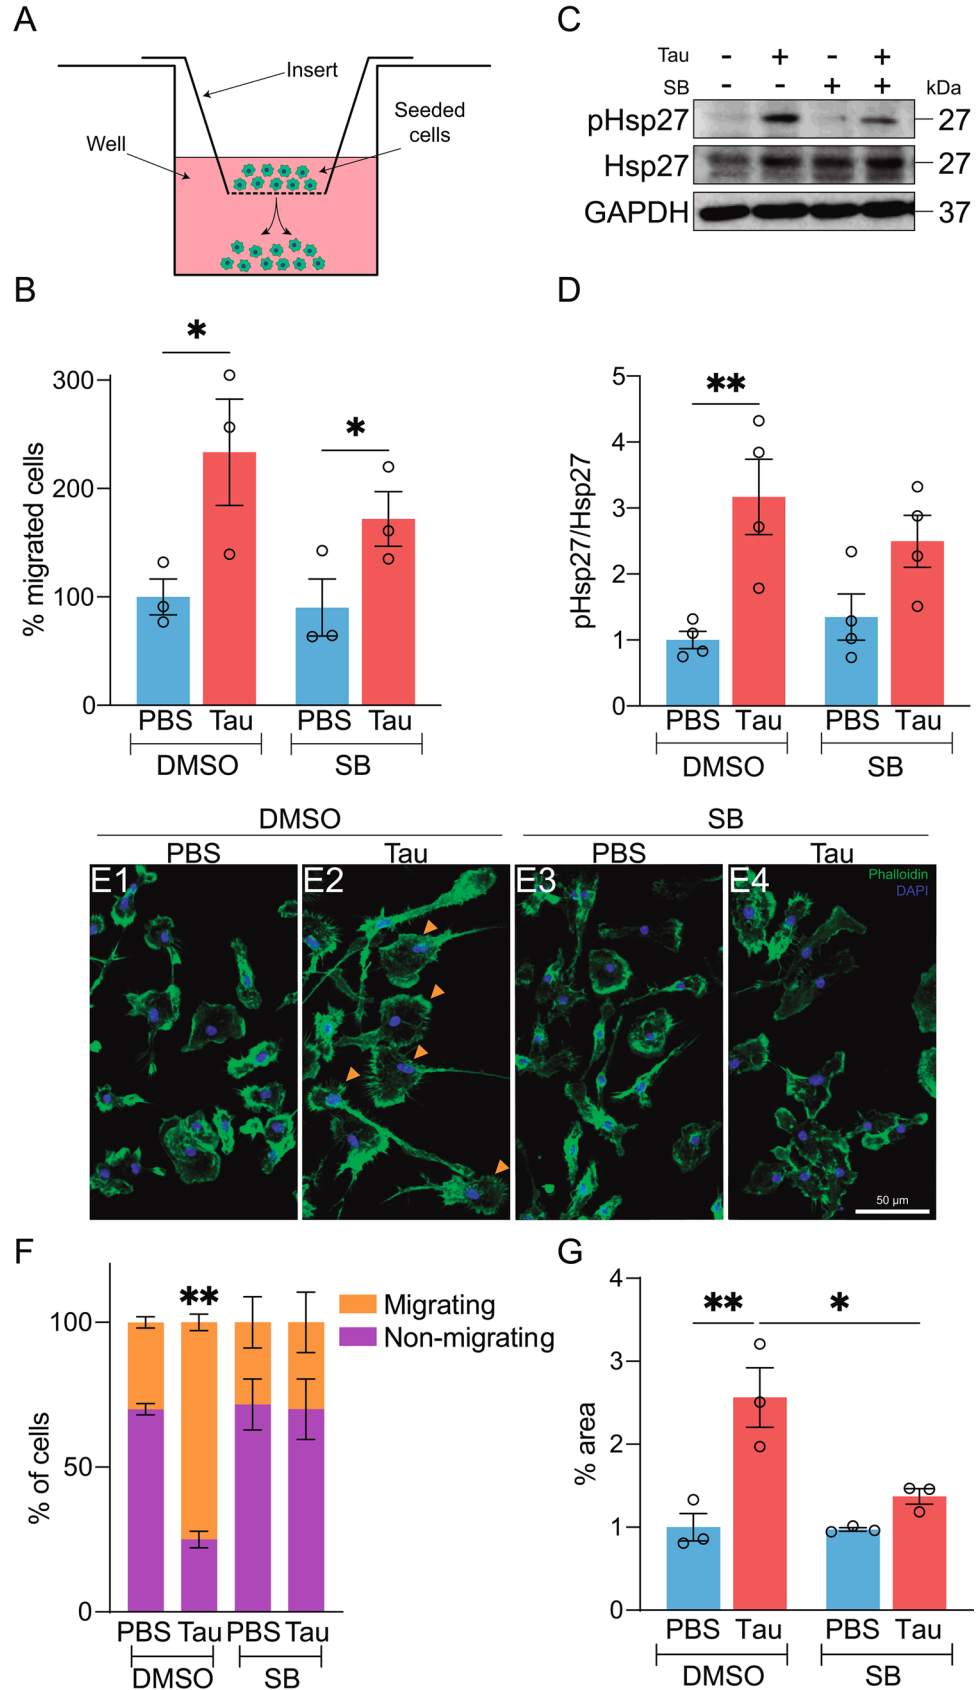 A
Insert
Seeded
cells
Well
C
Tau - + - +
SB - - + + kDa
pHsp27 27
Hsp27 27
GAPDH 37
B
* *
300
200
100
0
% migrated cells
PBS Tau PBS Tau
DMSO SB
D
**
5
4
3
2
1
0
pHsp27/Hsp27
PBS Tau PBS Tau
DMSO SB
DMSO SB
PBS Tau PBS Tau
E1 E2 E3 E4
Phalloidin
DAPI
50 µm
F
**
100
50
0
% of cells
Migrating
Non-migrating
PBS Tau PBS Tau
DMSO SB
G
** *
4
3
2
1
0
% area
PBS Tau PBS Tau
DMSO SB